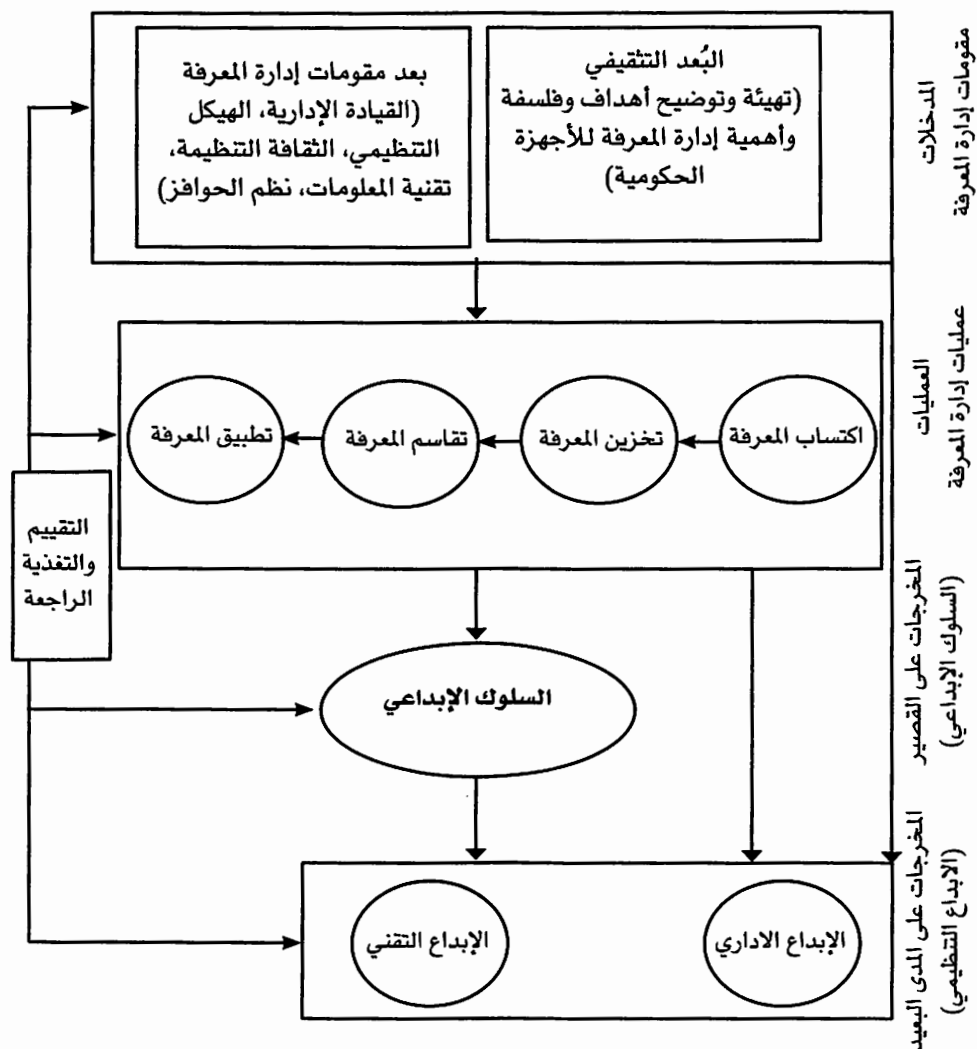 البُعد التثقيفي
(تهيئة وتوضيح أهداف وفلسفة
وأهمية إدارة المعرفة للأجهزة
الحكومية)
بعد مقومات إدارة المعرفة
(القيادة الإدارية، الهيكل
التنظيمي، الثقافة التنظيمة،
تقنية المعلومات، نظم الحوافز)
المدخلات
مقومات إدارة المعرفة
اكتساب المعرفة
تخزين المعرفة
تقاسم المعرفة
تطبيق المعرفة
العمليات
عمليات إدارة المعرفة
التقييم
والتغذية
الراجعة
السلوك الإبداعي
المخرجات على القصير
(السلوك الإبداعي)
الإبداع الاداري
الإبداع التقني
المخرجات على المدى البعيد
(الابداع التنظيمي)